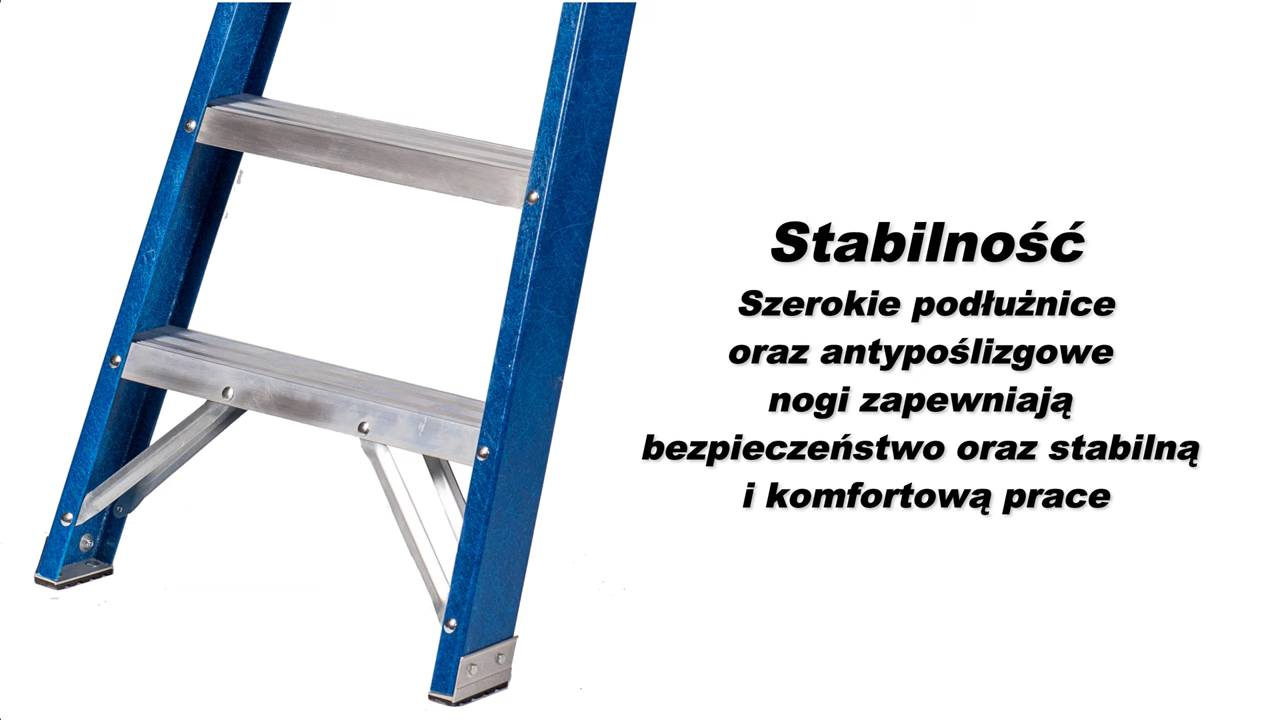 Stabilność
Szerokie podłużnice
oraz antypoślizgowe
nogi zapewniają
bezpieczeństwo oraz stabilną
i komfortową prace